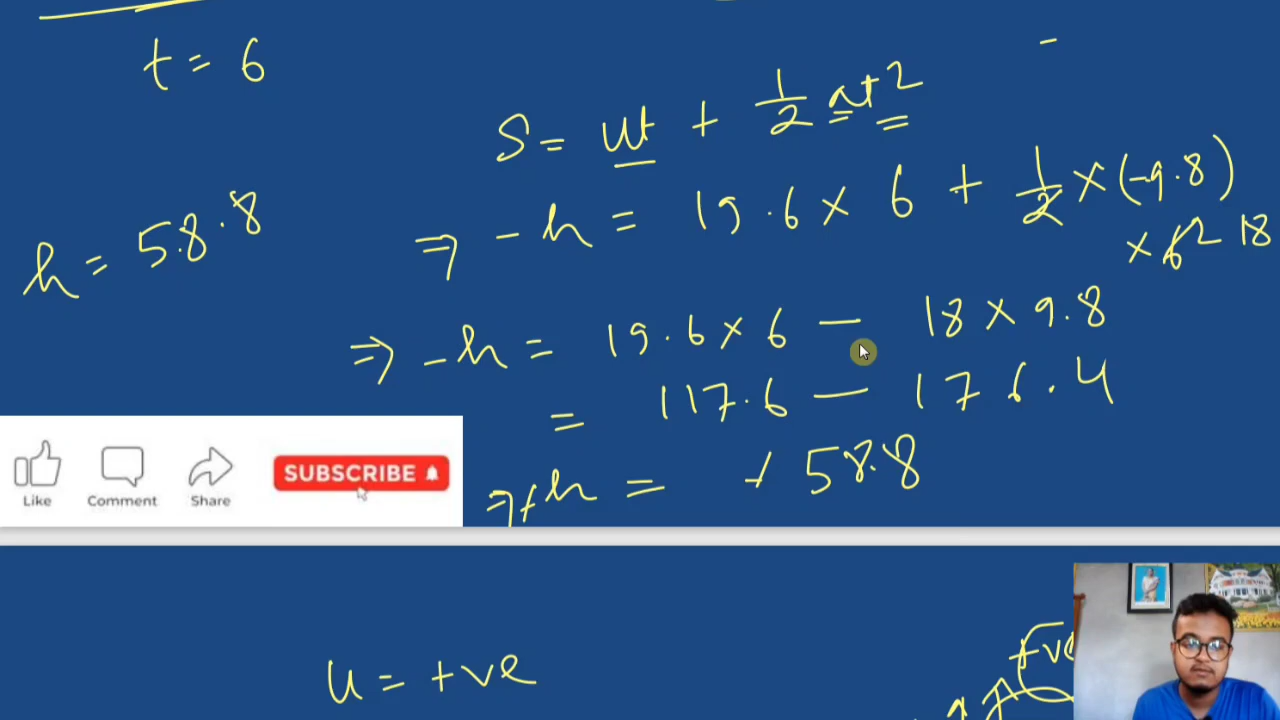 t = 6
S = ut + 1/2 at²
⇒ -h = 19.6 × 6 + 1/2 × (-9.8)
× 6² 18
h = 58.8
⇒ -h = 19.6 × 6 — 18 × 9.8
= 117.6 — 176.4
⇒ +h = + 58.8
Like Comment Share SUBSCRIBE
u = +ve
+ve